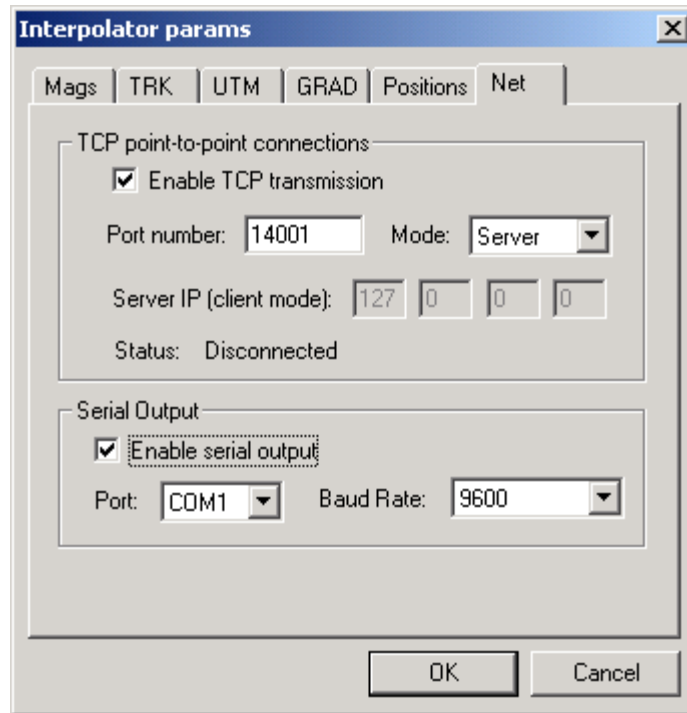 Interpolator params
Mags TRK UTM GRAD Positions Net
TCP point-to-point connections
Enable TCP transmission
Port number: 14001 Mode: Server
Server IP (client mode): 127 0 0 0
Status: Disconnected
Serial Output
Enable serial output
Port: COM1 Baud Rate: 9600
OK Cancel